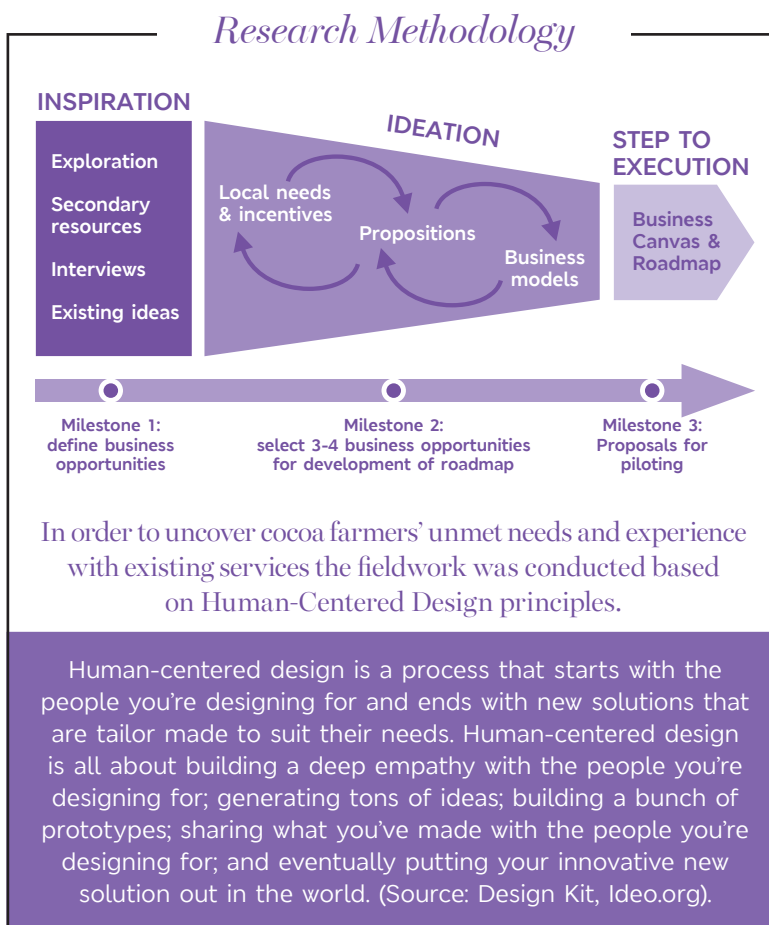 Research Methodology
INSPIRATION
Exploration
Secondary
resources
Interviews
Existing ideas
IDEATION
Local needs
& incentives
Propositions
Business
models
STEP TO
EXECUTION
Business
Canvas &
Roadmap
Milestone 1:
define business
opportunities
Milestone 2:
select 3-4 business opportunities
for development of roadmap
Milestone 3:
Proposals for
piloting
In order to uncover cocoa farmers’ unmet needs and experience
with existing services the fieldwork was conducted based
on Human-Centered Design principles.
Human-centered design is a process that starts with the
people you’re designing for and ends with new solutions that
are tailor made to suit their needs. Human-centered design
is all about building a deep empathy with the people you’re
designing for; generating tons of ideas; building a bunch of
prototypes; sharing what you’ve made with the people you’re
designing for; and eventually putting your innovative new
solution out in the world. (Source: Design Kit, Ideo.org).